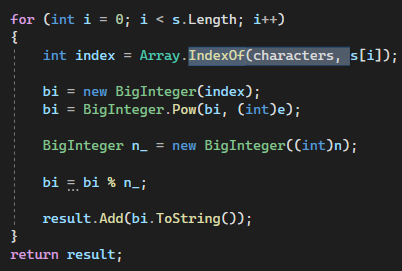 for (int i = 0; i < s.Length; i++)
{
int index = Array.IndexOf(characters, s[i]);
bi = new BigInteger(index);
bi = BigInteger.Pow(bi, (int)e);
BigInteger n_ = new BigInteger((int)n);
bi = bi % n_;
result.Add(bi.ToString());
}
return result;